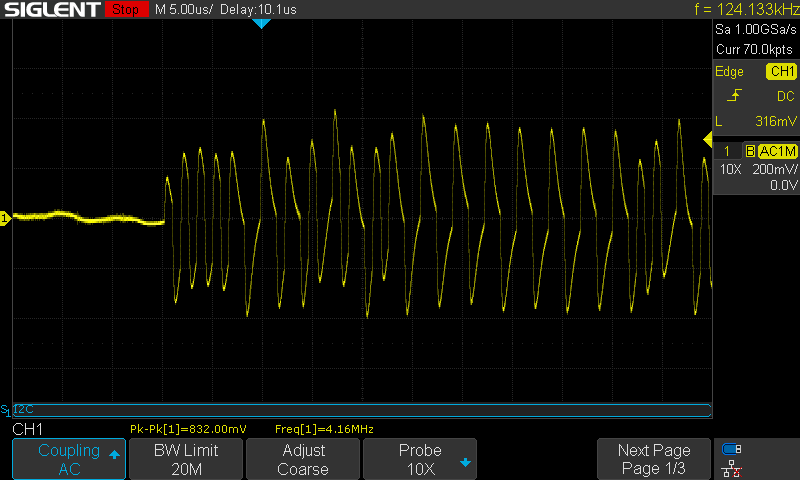 SIGLENT Stop M 5.00us/ Delay:10.1us f = 124.133kHz
Sa 1.00GSa/s
Curr 70.0kpts
Edge CH1
DC
L 316mV
1 B AC1M
10X 200mV/
0.0V
1
S1 I2C
CH1 Pk-Pk[1]=832.00mV Freq[1]=4.16MHz
Coupling BW Limit Adjust Probe Next Page
AC 20M Coarse 10X Page 1/3